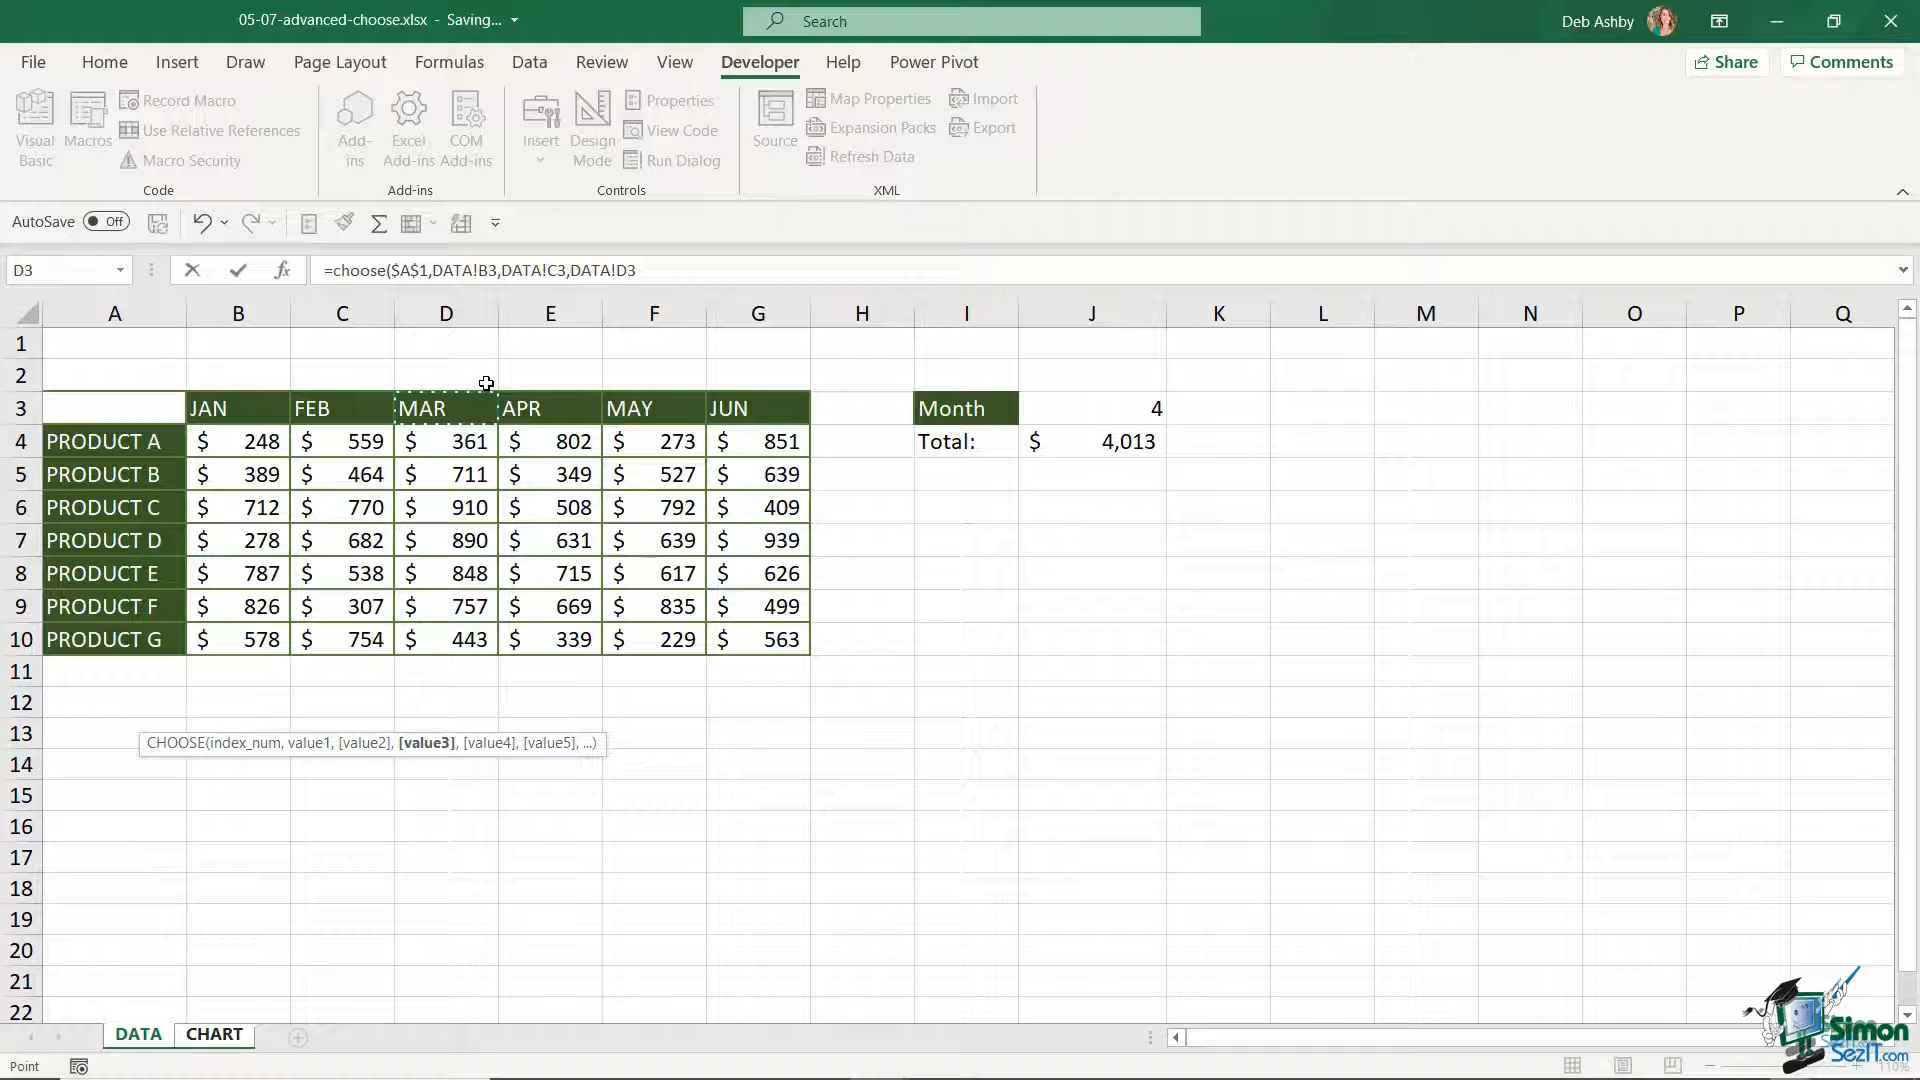 05-07-advanced-choose.xlsx - Saving...
Search
Deb Ashby
File Home Insert Draw Page Layout Formulas Data Review View Developer Help Power Pivot
Share
Comments
Visual Basic
Macros
Record Macro
Use Relative References
Macro Security
Code
Add-ins
Excel Add-ins
COM Add-ins
Add-ins
Insert
Design Mode
Properties
View Code
Run Dialog
Controls
Source
Map Properties
Expansion Packs
Refresh Data
Import
Export
XML
AutoSave Off
D3
fx
=choose($A$1,DATA!B3,DATA!C3,DATA!D3
A B C D E F G H I J K L M N O P Q
1
2
3 JAN FEB MAR APR MAY JUN Month 4
4 PRODUCT A $ 248 $ 559 $ 361 $ 802 $ 273 $ 851 Total: $ 4,013
5 PRODUCT B $ 389 $ 464 $ 711 $ 349 $ 527 $ 639
6 PRODUCT C $ 712 $ 770 $ 910 $ 508 $ 792 $ 409
7 PRODUCT D $ 278 $ 682 $ 890 $ 631 $ 639 $ 939
8 PRODUCT E $ 787 $ 538 $ 848 $ 715 $ 617 $ 626
9 PRODUCT F $ 826 $ 307 $ 757 $ 669 $ 835 $ 499
10 PRODUCT G $ 578 $ 754 $ 443 $ 339 $ 229 $ 563
11
12
13
CHOOSE(index_num, value1, [value2], [value3], [value4], [value5], ...)
14
15
16
17
18
19
20
21
22
DATA CHART
Point
110%
Simon
SezIT.com